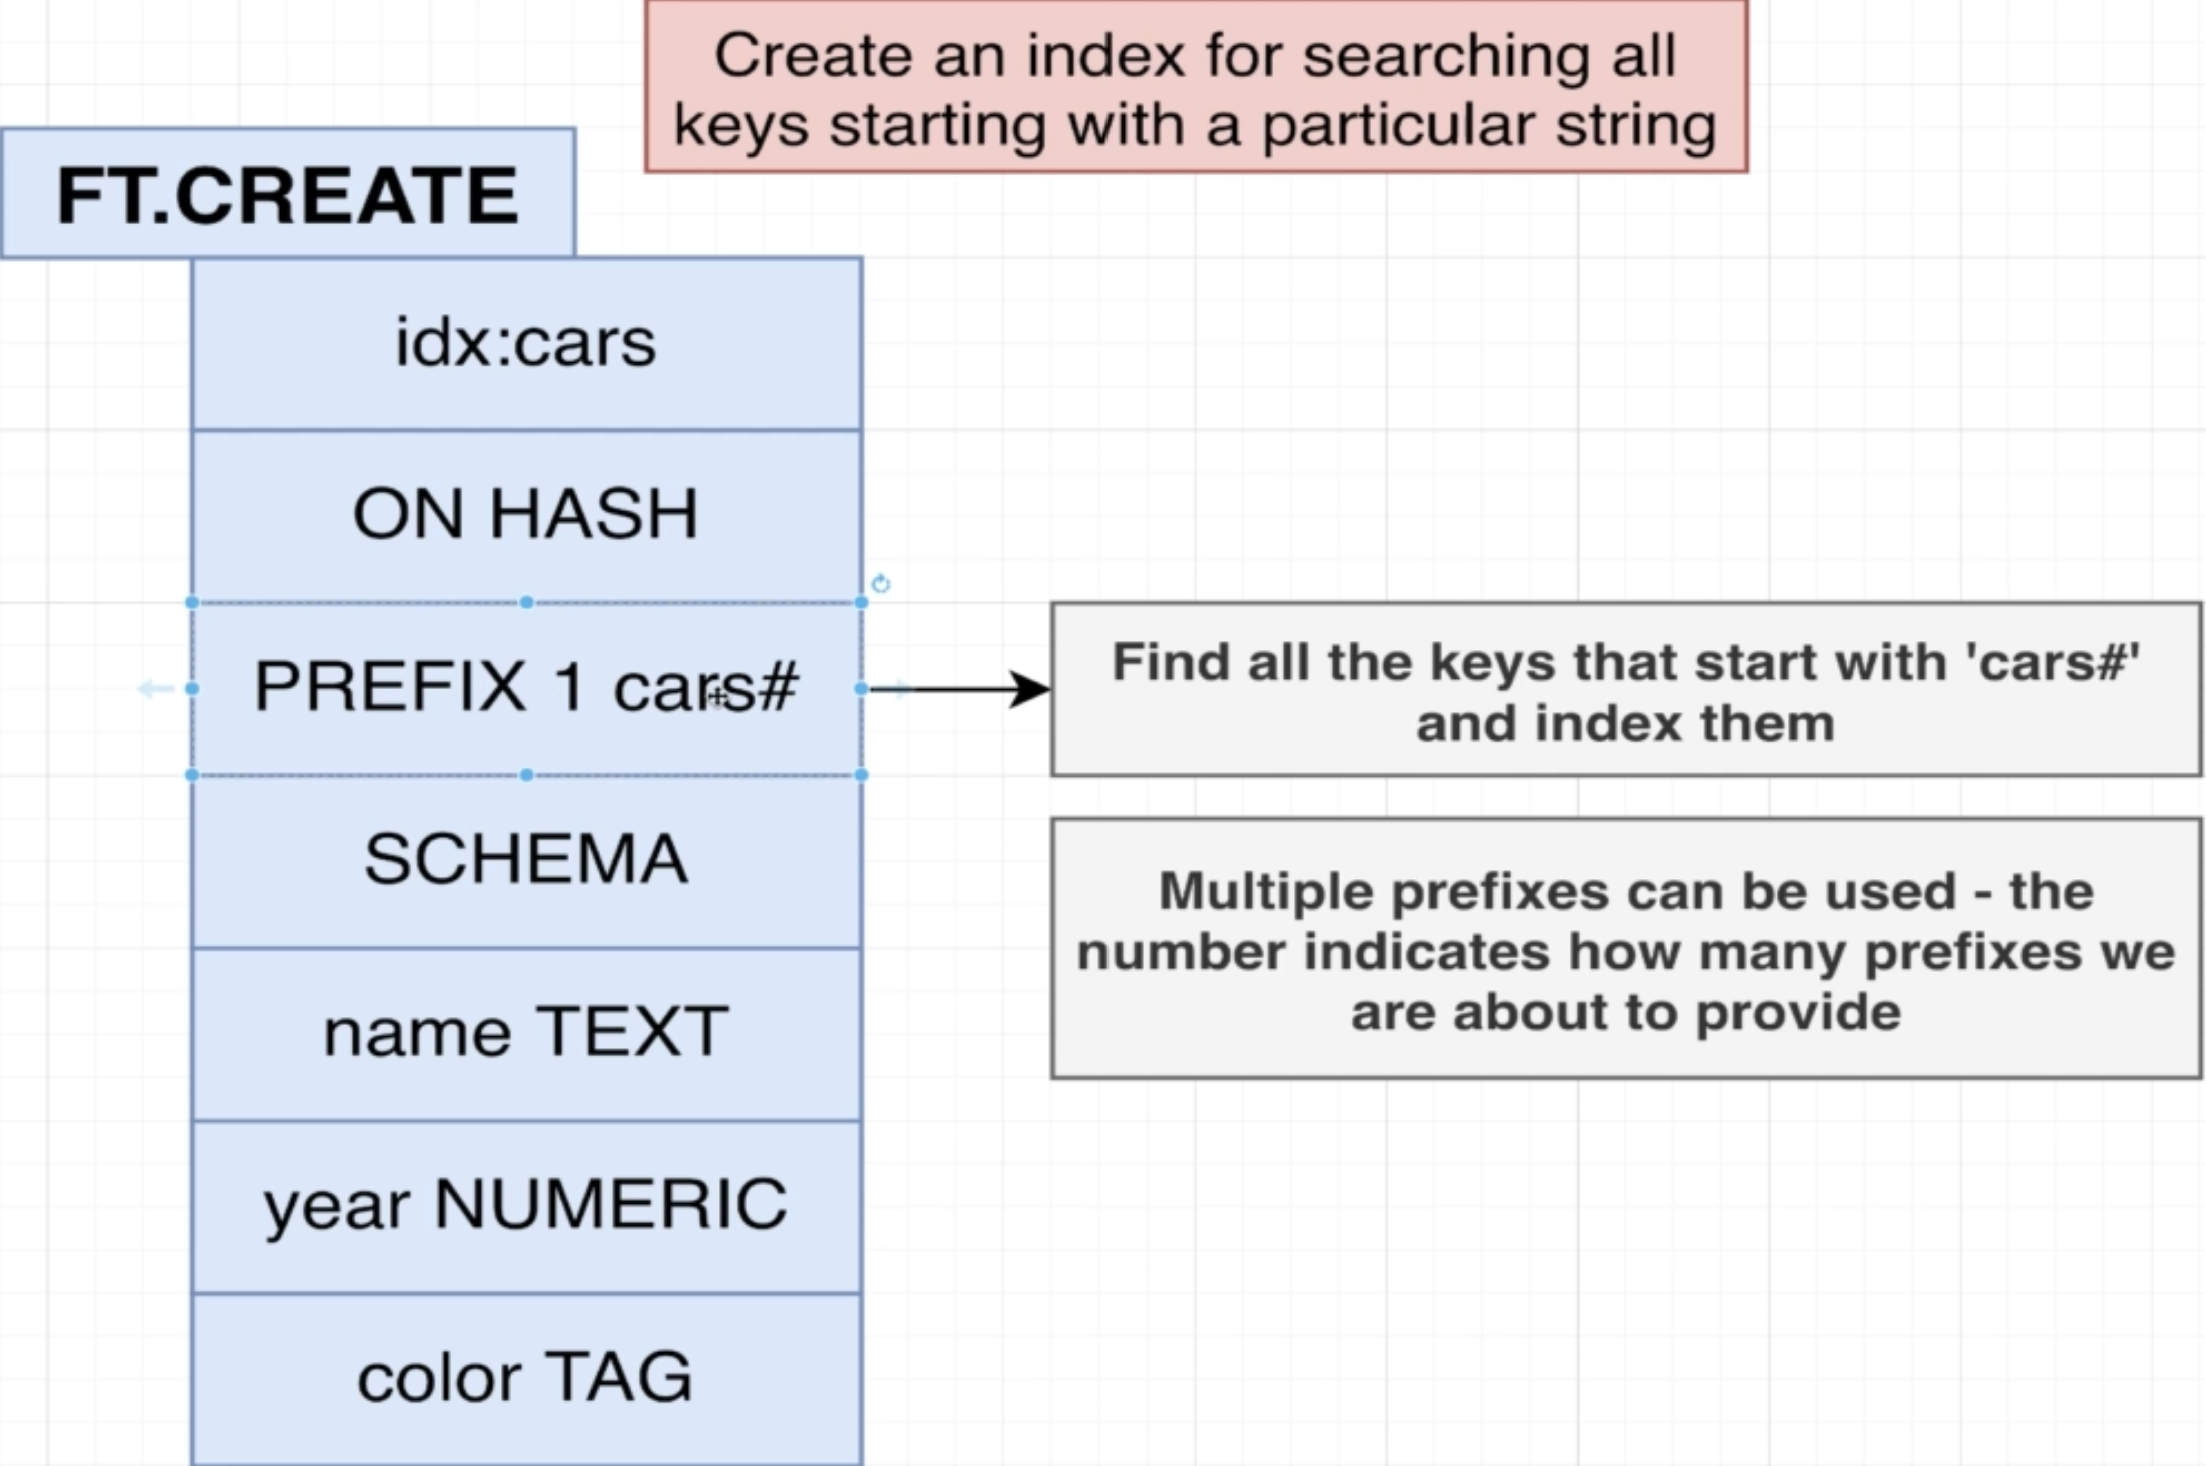 Create an index for searching all
keys starting with a particular string
FT.CREATE
idx:cars
ON HASH
PREFIX 1 cars#
Find all the keys that start with 'cars#'
and index them
SCHEMA
Multiple prefixes can be used - the
number indicates how many prefixes we
are about to provide
name TEXT
year NUMERIC
color TAG